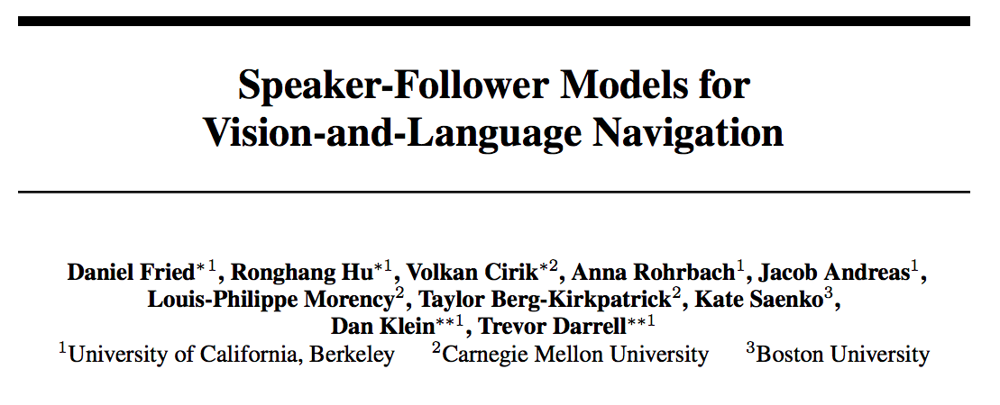 Speaker-Follower Models for
Vision-and-Language Navigation
Daniel Fried*1, Ronghang Hu*1, Volkan Cirik*2, Anna Rohrbach1, Jacob Andreas1,
Louis-Philippe Morency2, Taylor Berg-Kirkpatrick2, Kate Saenko3,
Dan Klein**1, Trevor Darrell**1
1University of California, Berkeley 2Carnegie Mellon University 3Boston University